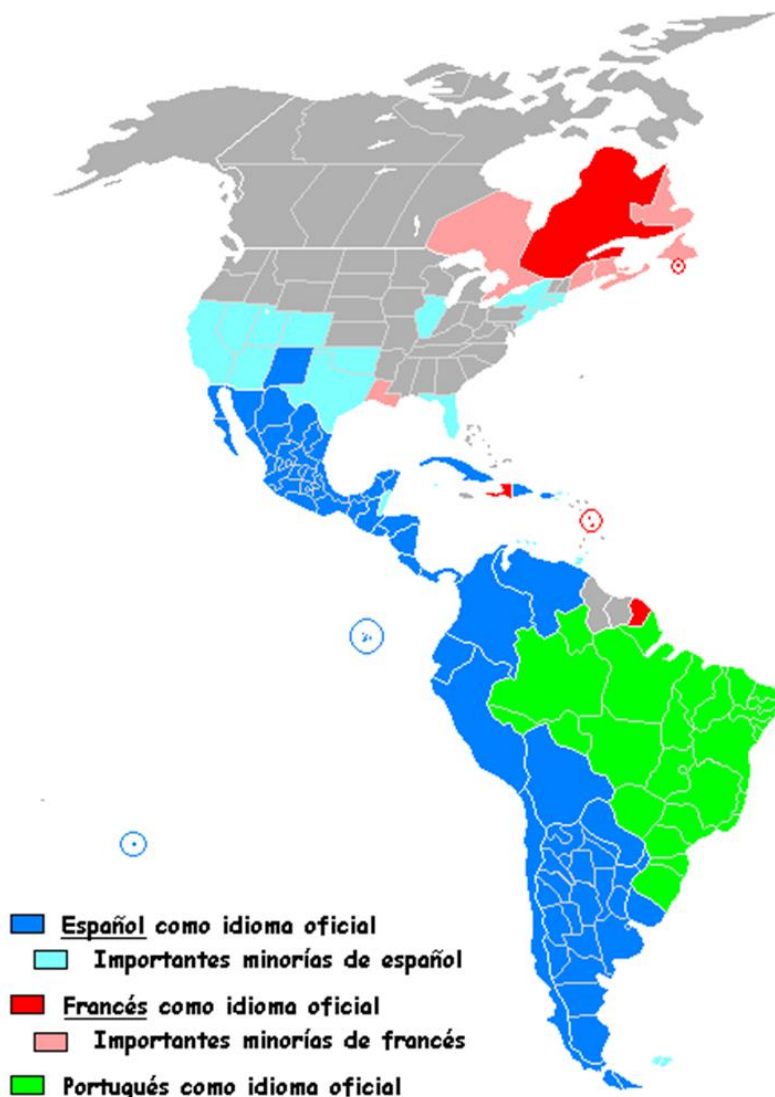 Español como idioma oficial
Importantes minorías de español
Francés como idioma oficial
Importantes minorías de francés
Portugués como idioma oficial